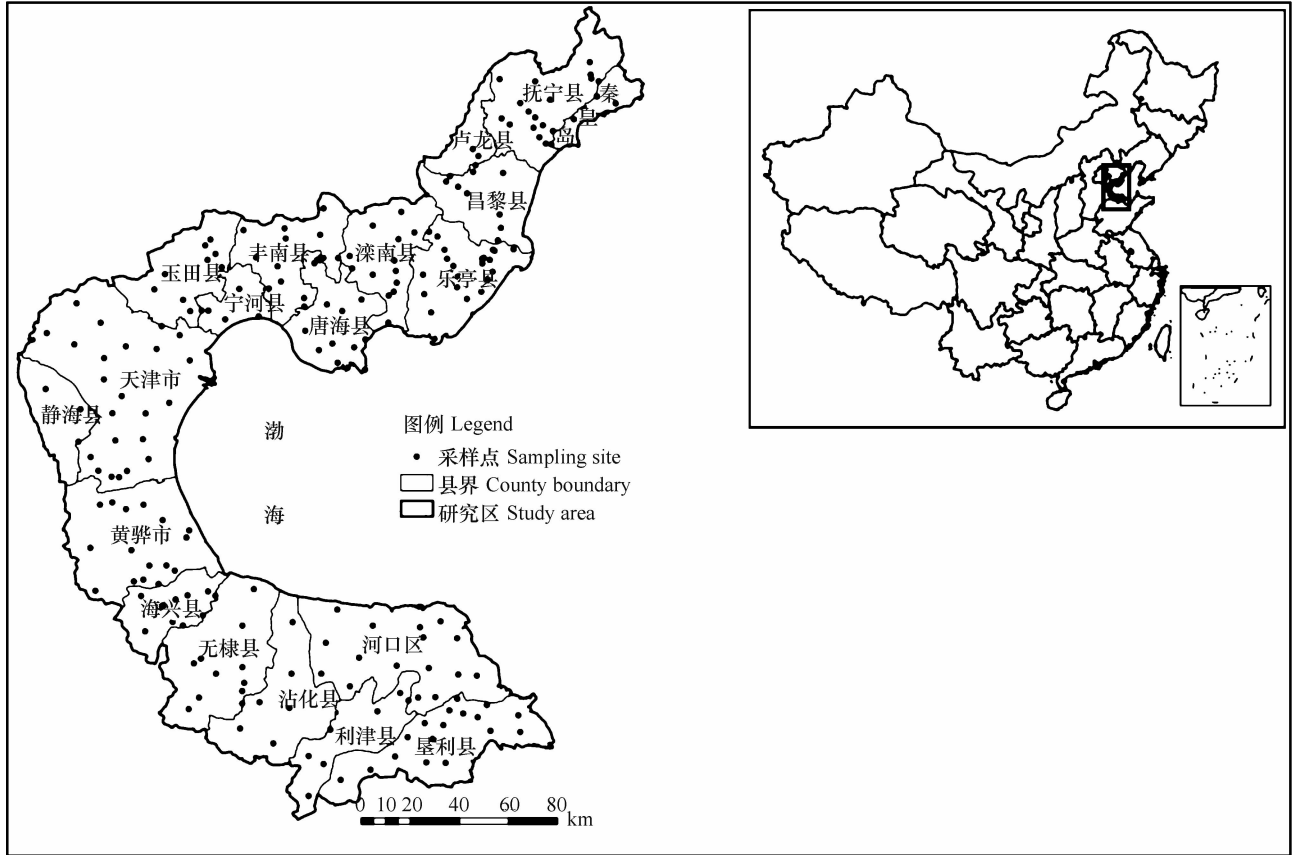 抚宁县
秦
皇
岛
卢龙县
昌黎县
丰南县
滦南县
玉田县
乐亭县
宁河县
唐海县
天津市
静海县
渤
海
图例 Legend
采样点 Sampling site
县界 County boundary
研究区 Study area
黄骅市
海兴县
无棣县
河口区
沾化县
利津县
垦利县
0 10 20 40 60 80
km